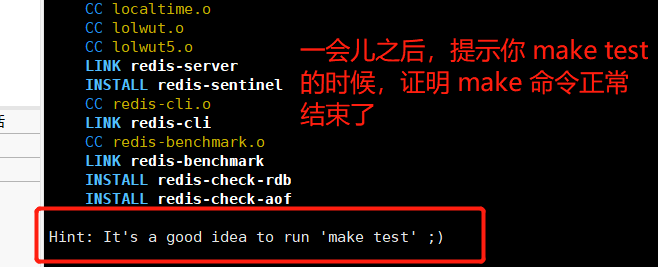 CC localtime.o
CC lolwut.o
CC lolwut5.o
LINK redis-server
INSTALL redis-sentinel
CC redis-cli.o
LINK redis-cli
CC redis-benchmark.o
LINK redis-benchmark
INSTALL redis-check-rdb
INSTALL redis-check-aof
Hint: It's a good idea to run 'make test' ;)
一会儿之后，提示你 make test
的时候，证明 make 命令正常
结束了